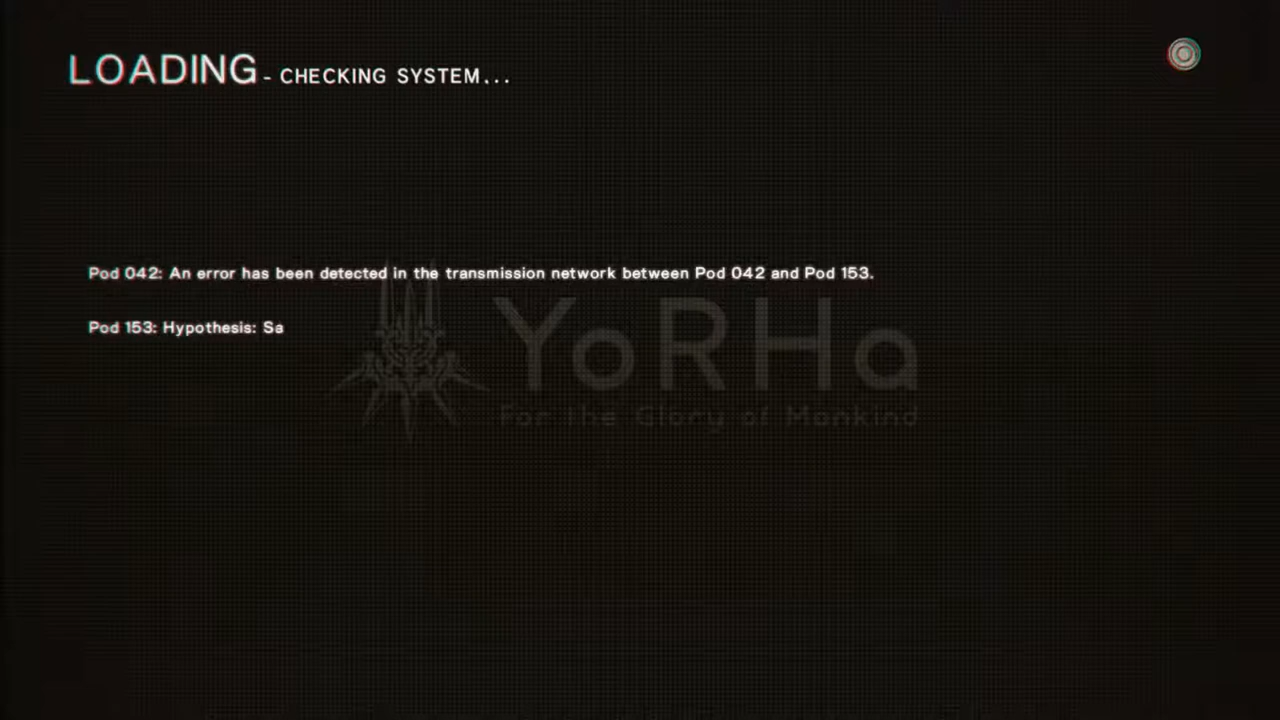 LOADING - CHECKING SYSTEM...
Pod 042: An error has been detected in the transmission network between Pod 042 and Pod 153.
Pod 153: Hypothesis: Sa
YoRHa
For the Glory of Mankind